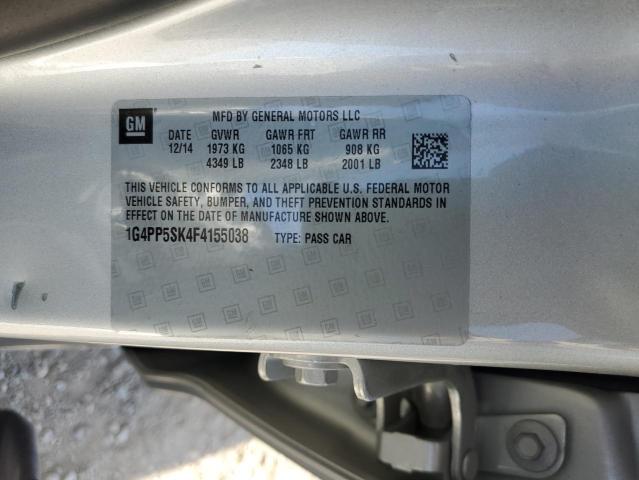 GM
MFD BY GENERAL MOTORS LLC
DATE GVWR GAWR FRT GAWR RR
12/14 1973 KG 1065 KG 908 KG
4349 LB 2348 LB 2001 LB
THIS VEHICLE CONFORMS TO ALL APPLICABLE U.S. FEDERAL MOTOR
VEHICLE SAFETY, BUMPER, AND THEFT PREVENTION STANDARDS IN
EFFECT ON THE DATE OF MANUFACTURE SHOWN ABOVE.
1G4PP5SK4F4155038 TYPE: PASS CAR